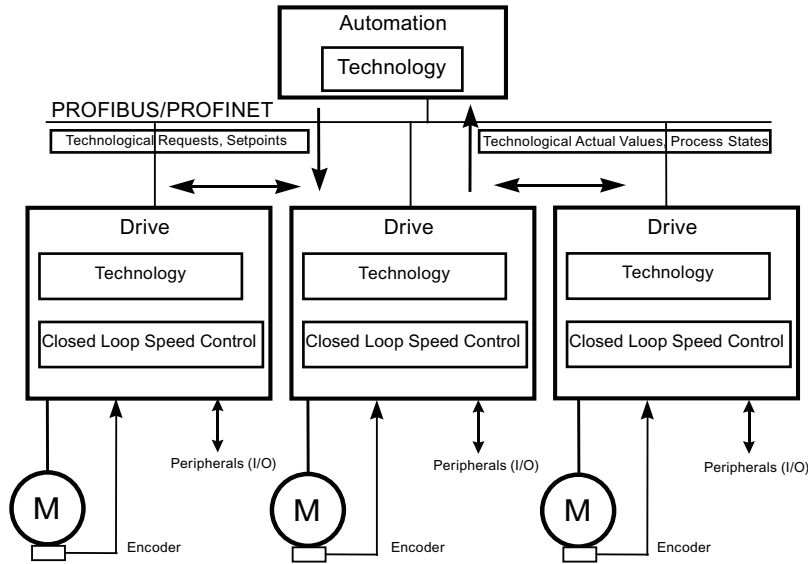 Automation
Technology
PROFIBUS/PROFINET
Technological Requests, Setpoints
Technological Actual Values, Process States
Drive
Drive
Drive
Technology
Technology
Technology
Closed Loop Speed Control
Closed Loop Speed Control
Closed Loop Speed Control
Peripherals (I/O)
Peripherals (I/O)
Peripherals (I/O)
M
M
M
Encoder
Encoder
Encoder